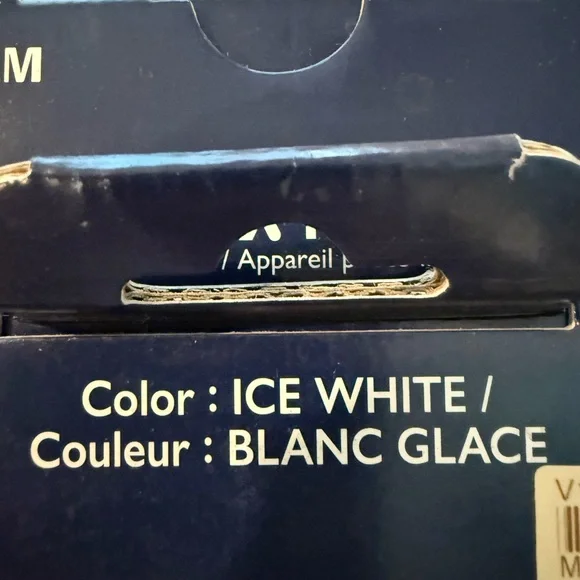 M
/ Appareil
Color : ICE WHITE /
Couleur : BLANC GLACE
V
M